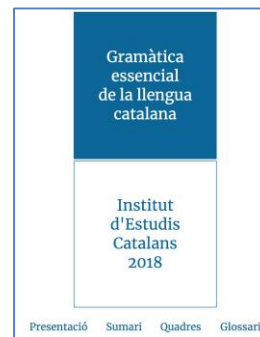 Gramàtica
essencial
de la llengua
catalana
Institut
d'Estudis
Catalans
2018
Presentació Sumari Quadres Glossari